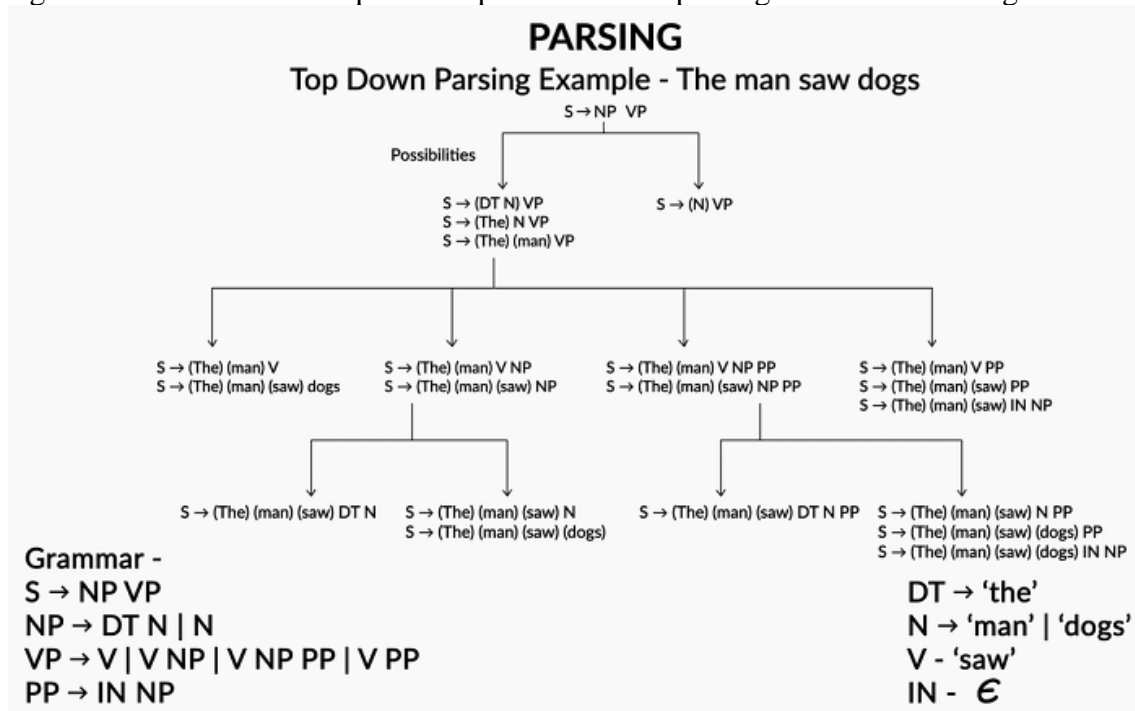 PARSING
Top Down Parsing Example - The man saw dogs
S → NP VP
Possibilities
S → (DT N) VP
S → (The) N VP
S → (The) (man) VP
S → (N) VP
S → (The) (man) V
S → (The) (man) (saw) dogs
S → (The) (man) V NP
S → (The) (man) (saw) NP
S → (The) (man) V NP PP
S → (The) (man) (saw) NP PP
S → (The) (man) V PP
S → (The) (man) (saw) PP
S → (The) (man) (saw) IN NP
S → (The) (man) (saw) DT N
S → (The) (man) (saw) N
S → (The) (man) (saw) (dogs)
S → (The) (man) (saw) DT N PP
S → (The) (man) (saw) N PP
S → (The) (man) (saw) (dogs) PP
S → (The) (man) (saw) (dogs) IN NP
Grammar -
S → NP VP
NP → DT N | N
VP → V | V NP | V NP PP | V PP
PP → IN NP
DT → ‘the’
N → ‘man’ | ‘dogs’
V - ‘saw’
IN - ϵ